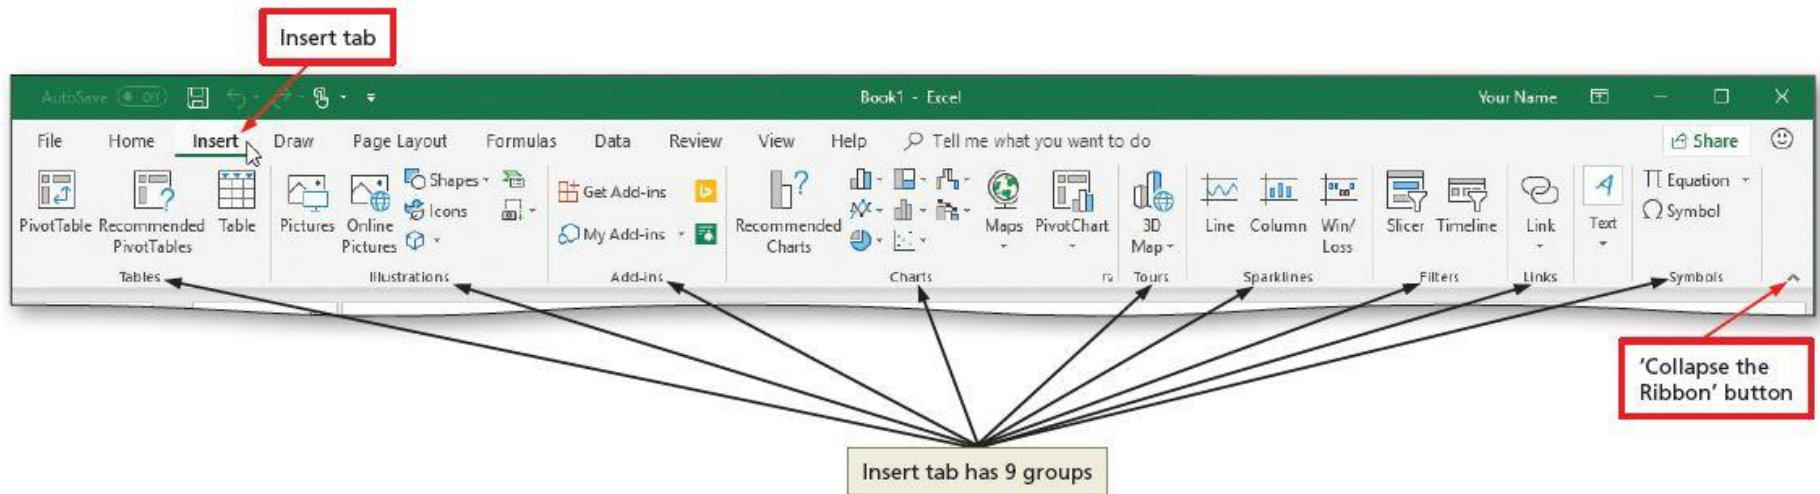 Insert tab
AutoSave Off
Book1 - Excel
Your Name
File Home Insert Draw Page Layout Formulas Data Review View Help Tell me what you want to do Share
PivotTable
Recommended
PivotTables
Table
Tables
Pictures
Online
Pictures
Shapes
Icons
Illustrations
Get Add-ins
My Add-ins
Add-ins
Recommended
Charts
Maps
PivotChart
Charts
3D
Map
Tours
Line
Column
Win/
Loss
Sparklines
Slicer
Timeline
Filters
Link
Links
Text
Equation
Symbol
Symbols
'Collapse the
Ribbon' button
Insert tab has 9 groups